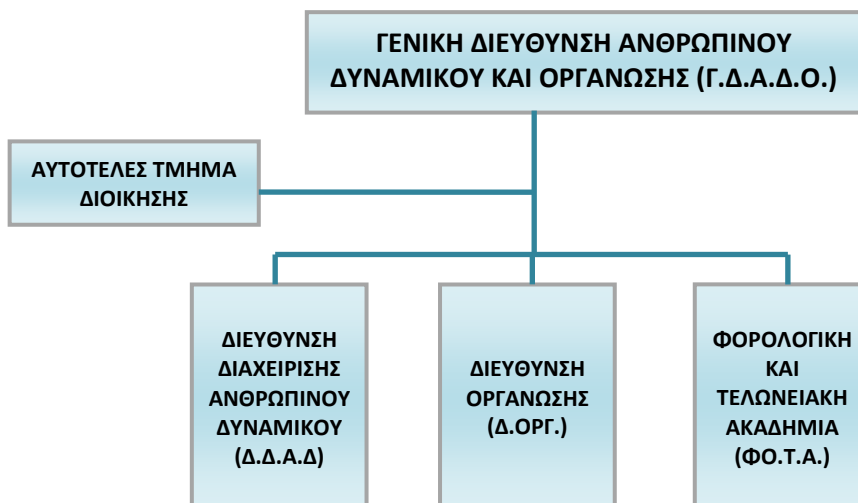 ΓΕΝΙΚΗ ΔΙΕΥΘΥΝΣΗ ΑΝΘΡΩΠΙΝΟΥ
ΔΥΝΑΜΙΚΟΥ ΚΑΙ ΟΡΓΑΝΩΣΗΣ (Γ.Δ.Α.Δ.Ο.)
ΑΥΤΟΤΕΛΕΣ ΤΜΗΜΑ
ΔΙΟΙΚΗΣΗΣ
ΔΙΕΥΘΥΝΣΗ
ΔΙΑΧΕΙΡΙΣΗΣ
ΑΝΘΡΩΠΙΝΟΥ
ΔΥΝΑΜΙΚΟΥ
(Δ.Δ.Α.Δ)
ΔΙΕΥΘΥΝΣΗ
ΟΡΓΑΝΩΣΗΣ
(Δ.ΟΡΓ.)
ΦΟΡΟΛΟΓΙΚΗ
ΚΑΙ
ΤΕΛΩΝΕΙΑΚΗ
ΑΚΑΔΗΜΙΑ
(ΦΟ.Τ.Α.)